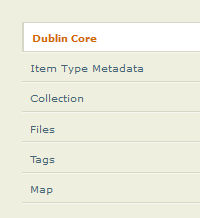 Dublin Core
Item Type Metadata
Collection
Files
Tags
Map